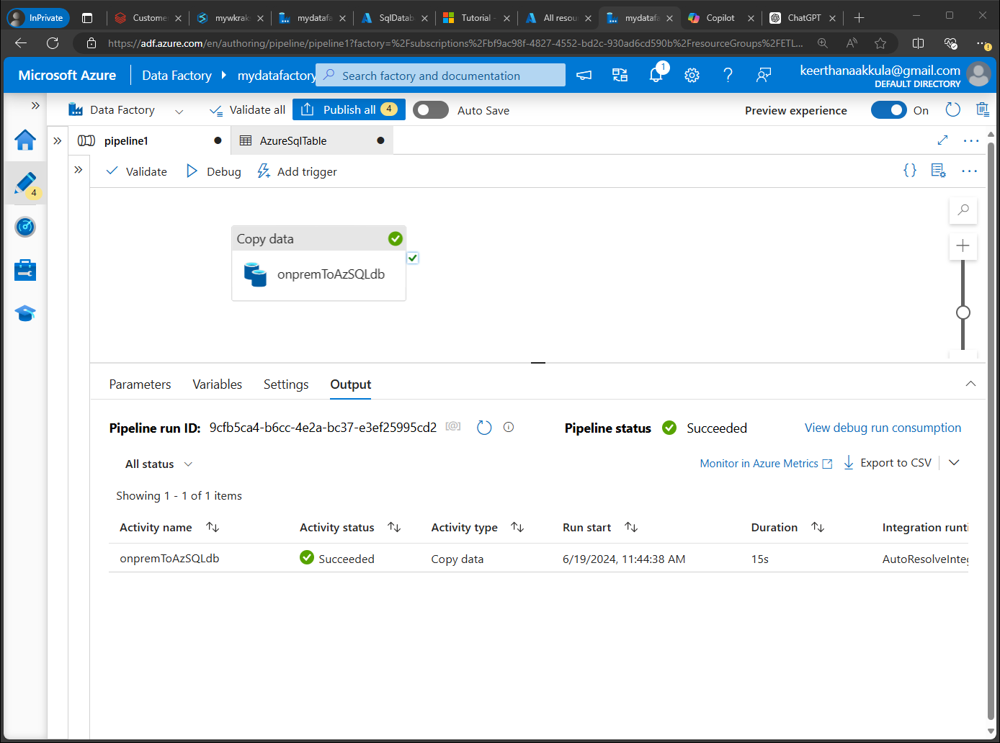 InPrivate
Custome
mywkrak
mydatafa
SqlDatab
Tutorial -
All resou
mydatafa
Copilot
ChatGPT
https://adf.azure.com/en/authoring/pipeline/pipeline1?factory=%2Fsubscriptions%2Fbf9ac98f-4827-4552-bd2c-930ad6cd590b%2FresourceGroups%2FETL...
Microsoft Azure
Data Factory
mydatafactory
Search factory and documentation
1
keerthanaakkula@gmail.com
DEFAULT DIRECTORY
Data Factory
Validate all
Publish all 4
Auto Save
Preview experience
On
pipeline1
AzureSqlTable
4
Validate
Debug
Add trigger
Copy data
onpremToAzSQLdb
Parameters
Variables
Settings
Output
Pipeline run ID: 9cfb5ca4-b6cc-4e2a-bc37-e3ef25995cd2 [@]
Pipeline status Succeeded
View debug run consumption
All status
Monitor in Azure Metrics
Export to CSV
Showing 1 - 1 of 1 items
Activity name Activity status Activity type Run start Duration Integration runti
onpremToAzSQLdb Succeeded Copy data 6/19/2024, 11:44:38 AM 15s AutoResolveInteg